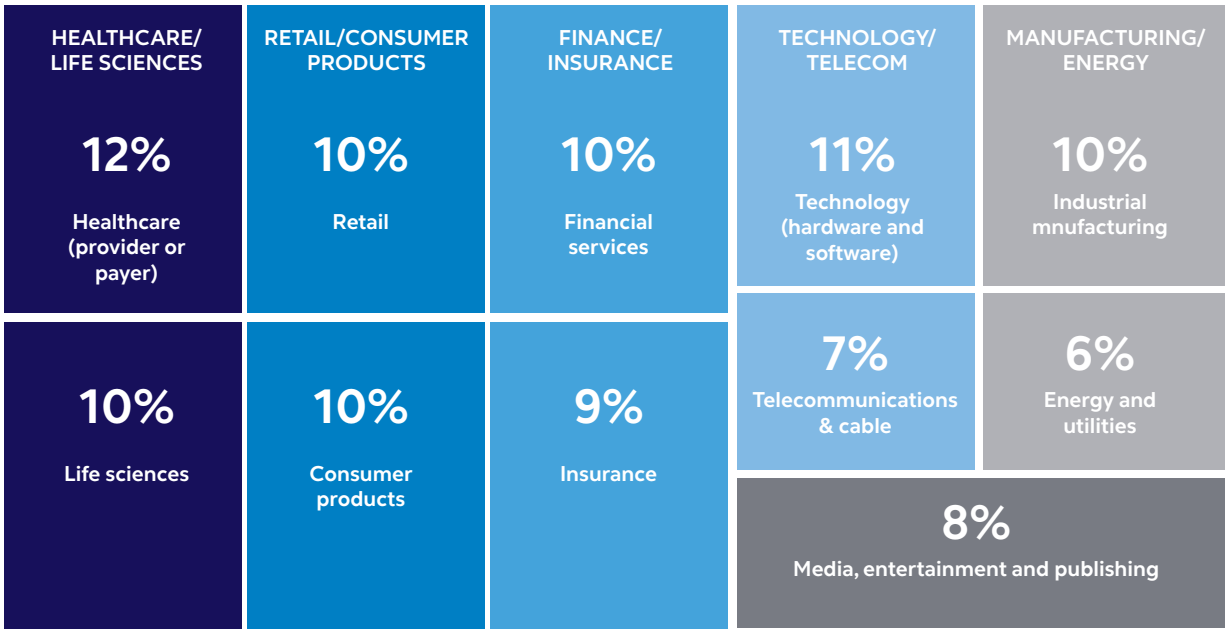 HEALTHCARE/
LIFE SCIENCES
12%
Healthcare
(provider or
payer)
10%
Life sciences
RETAIL/CONSUMER
PRODUCTS
10%
Retail
10%
Consumer
products
FINANCE/
INSURANCE
10%
Financial
services
9%
Insurance
TECHNOLOGY/
TELECOM
11%
Technology
(hardware and
software)
7%
Telecommunications
& cable
MANUFACTURING/
ENERGY
10%
Industrial
mnufacturing
6%
Energy and
utilities
8%
Media, entertainment and publishing